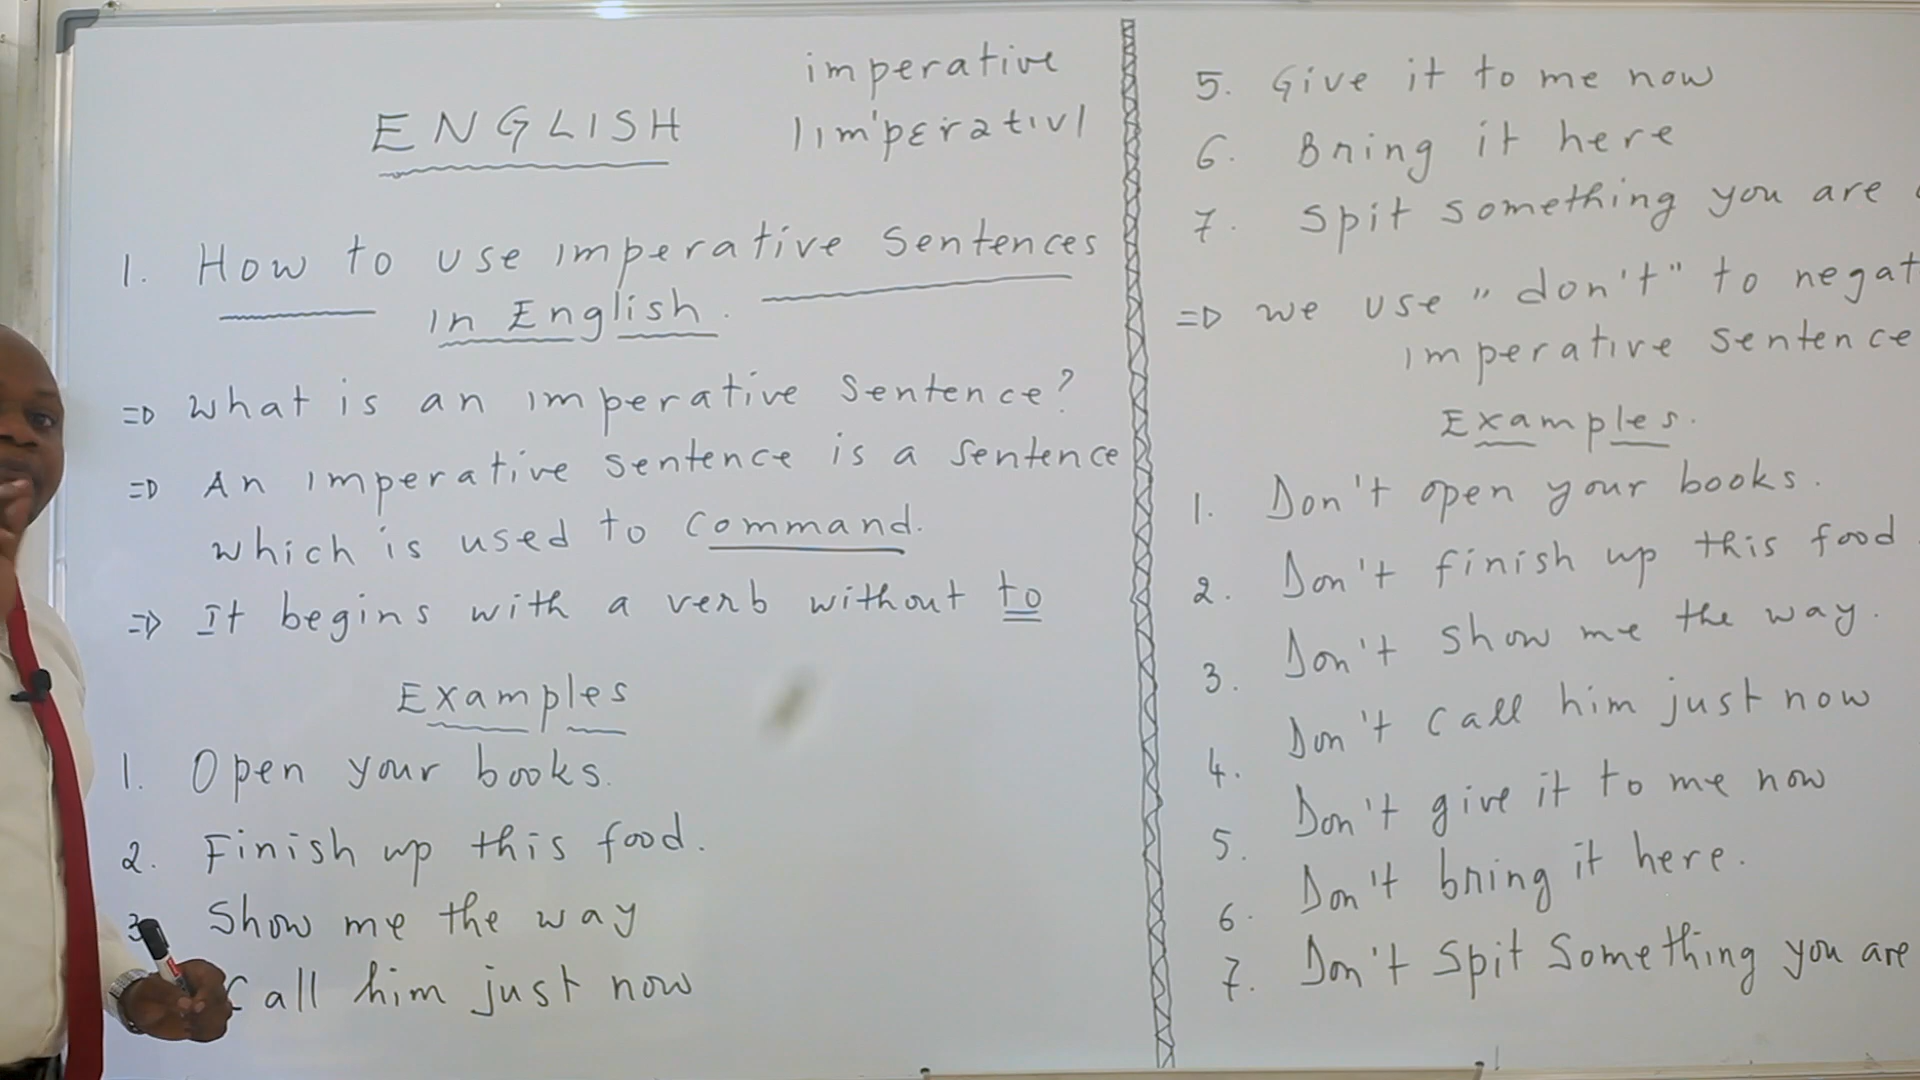 imperative
ENGLISH
|ım'pɛrətıv|
1. How to use imperative sentences
in English.
=D What is an imperative sentence?
=D An imperative sentence is a sentence
which is used to command.
=D It begins with a verb without to
Examples
1. Open your books.
2. Finish up this food.
3 Show me the way
Call him just now
5. Give it to me now
6. Bring it here
7. Spit something you are
=D we use "don't" to negat
imperative sentence
Examples.
1. Don't open your books.
2. Don't finish up this food.
3. Don't show me the way.
4. Don't call him just now
5. Don't give it to me now
6. Don't bring it here.
7. Don't spit something you are